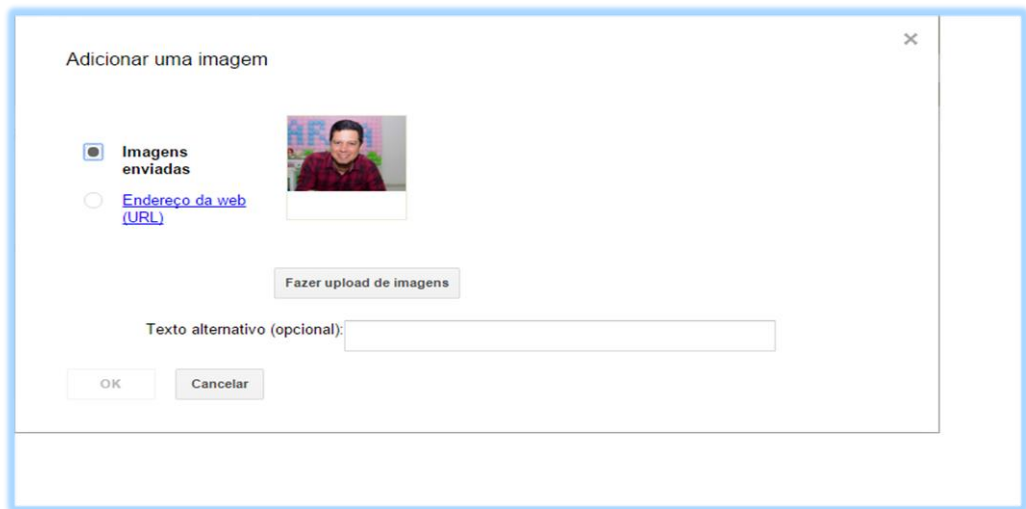 ×
Adicionar uma imagem
Imagens
enviadas
Endereço da web
(URL)
Fazer upload de imagens
Texto alternativo (opcional):
OK
Cancelar